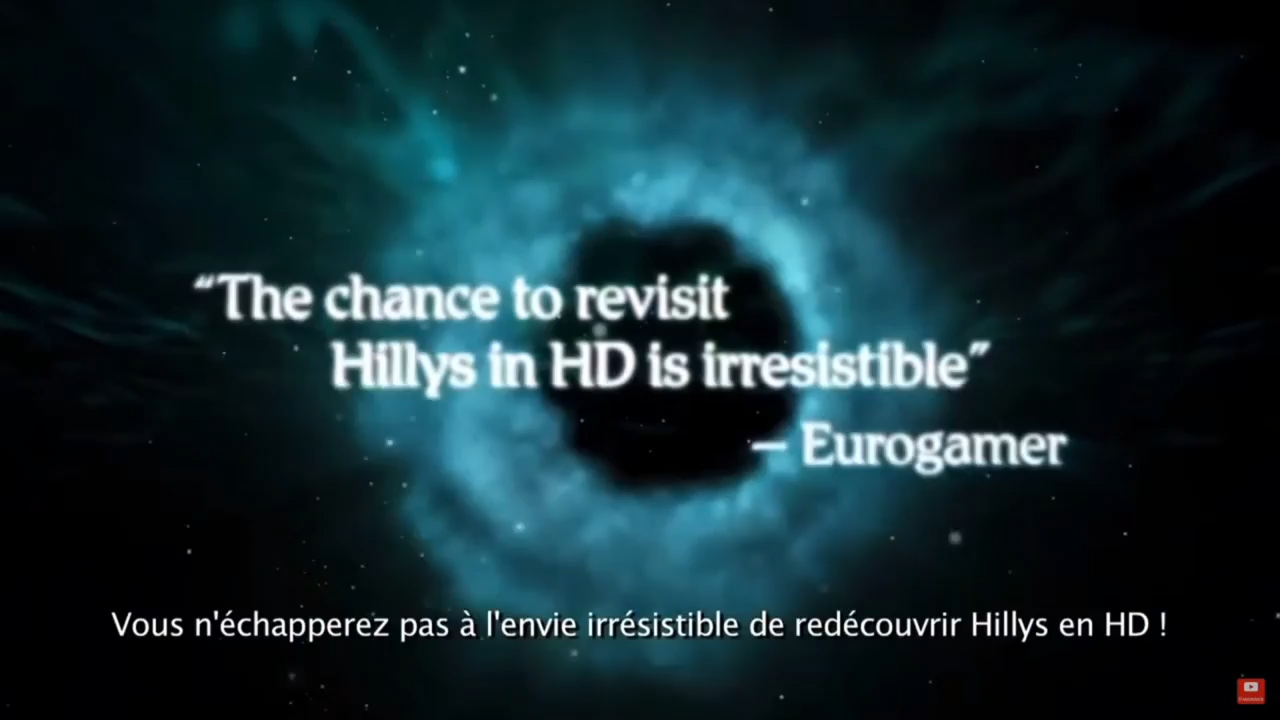 “The chance to revisit
Hillys in HD is irresistible”
– Eurogamer
Vous n'échapperez pas à l'envie irrésistible de redécouvrir Hillys en HD !